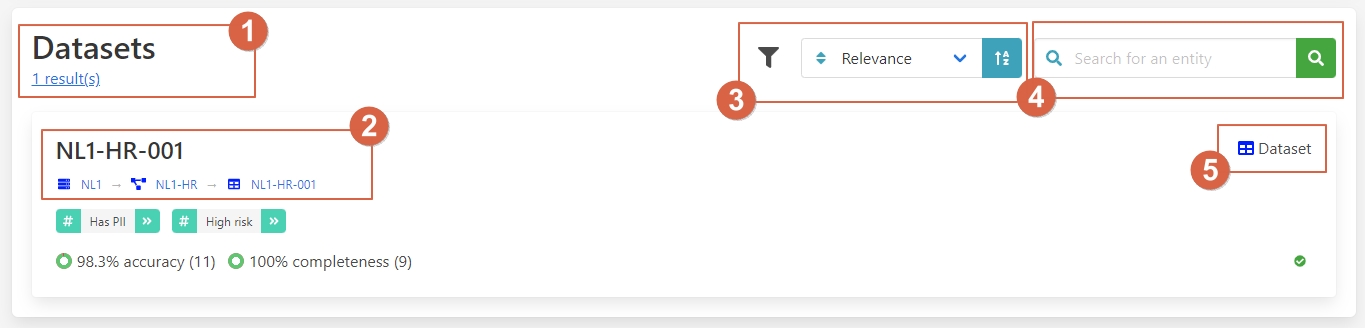 Datasets
1
1 result(s)
Relevance
A
Z
Search for an entity
3
4
2
NL1-HR-001
NL1 → NL1-HR → NL1-HR-001
Dataset
5
# Has PII »
# High risk »
98.3% accuracy (11) 100% completeness (9)